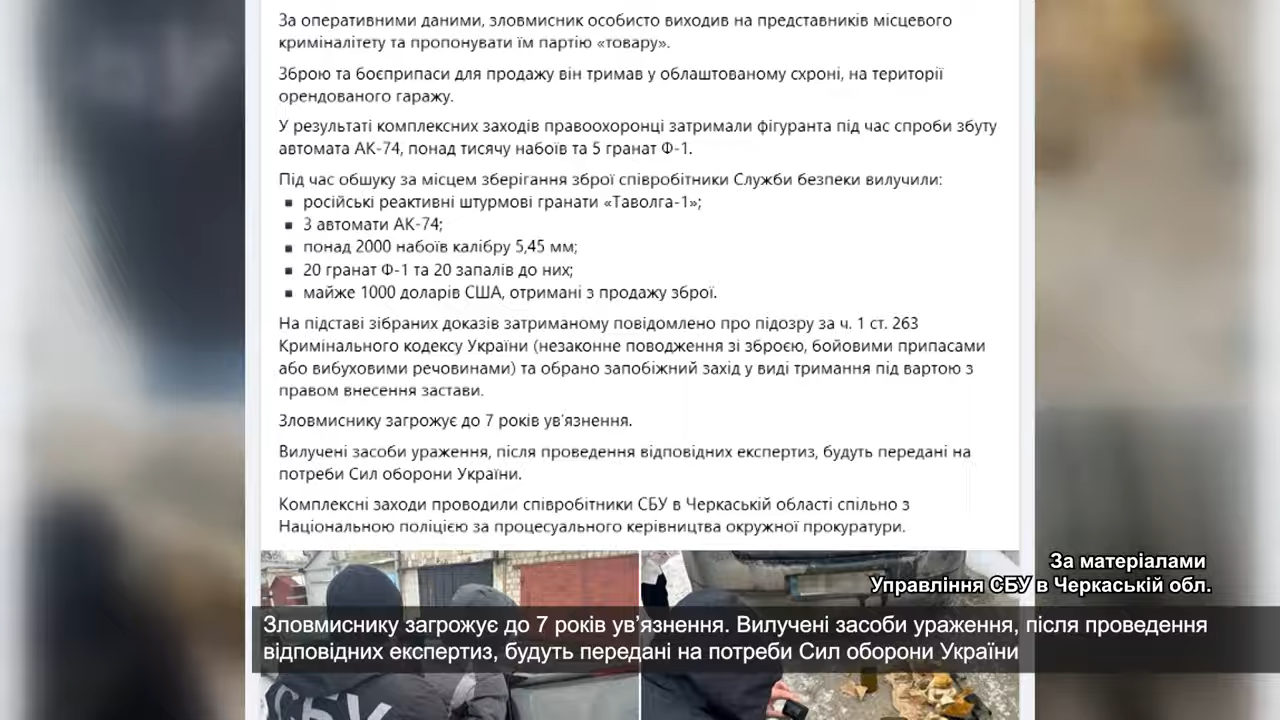 За оперативними даними, зловмисник особисто виходив на представників місцевого
криміналітету та пропонувати їм партію «товару».
Зброю та боєприпаси для продажу він тримав у облаштованому схроні, на території
орендованого гаражу.
У результаті комплексних заходів правоохоронці затримали фігуранта під час спроби збуту
автомата АК-74, понад тисячу набоїв та 5 гранат Ф-1.
Під час обшуку за місцем зберігання зброї співробітники Служби безпеки вилучили:
▪ російські реактивні штурмові гранати «Таволга-1»;
▪ 3 автомати АК-74;
▪ понад 2000 набоїв калібру 5,45 мм;
▪ 20 гранат Ф-1 та 20 запалів до них;
▪ майже 1000 доларів США, отримані з продажу зброї.
На підставі зібраних доказів затриманому повідомлено про підозру за ч. 1 ст. 263
Кримінального кодексу України (незаконне поводження зі зброєю, бойовими припасами
або вибуховими речовинами) та обрано запобіжний захід у виді тримання під вартою з
правом внесення застави.
Зловмиснику загрожує до 7 років ув’язнення.
Вилучені засоби ураження, після проведення відповідних експертиз, будуть передані на
потреби Сил оборони України.
Комплексні заходи проводили співробітники СБУ в Черкаській області спільно з
Національною поліцією за процесуального керівництва окружної прокуратури.
За матеріалами
Управління СБУ в Черкаській обл.
Зловмиснику загрожує до 7 років ув’язнення. Вилучені засоби ураження, після проведення
відповідних експертиз, будуть передані на потреби Сил оборони України
СБУ